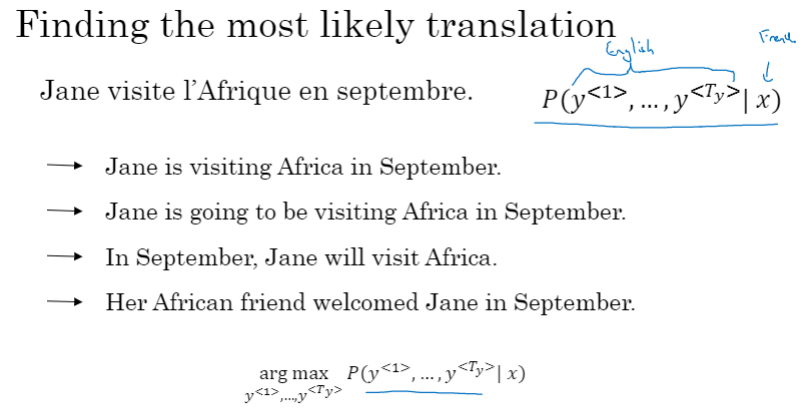 Finding the most likely translation
English
French
Jane visite l'Afrique en septembre.
P(y<1>, ..., y<Ty>| x)
→ Jane is visiting Africa in September.
→ Jane is going to be visiting Africa in September.
→ In September, Jane will visit Africa.
→ Her African friend welcomed Jane in September.
arg max P(y<1>, ..., y<Ty>| x)
y<1>,...,y<Ty>